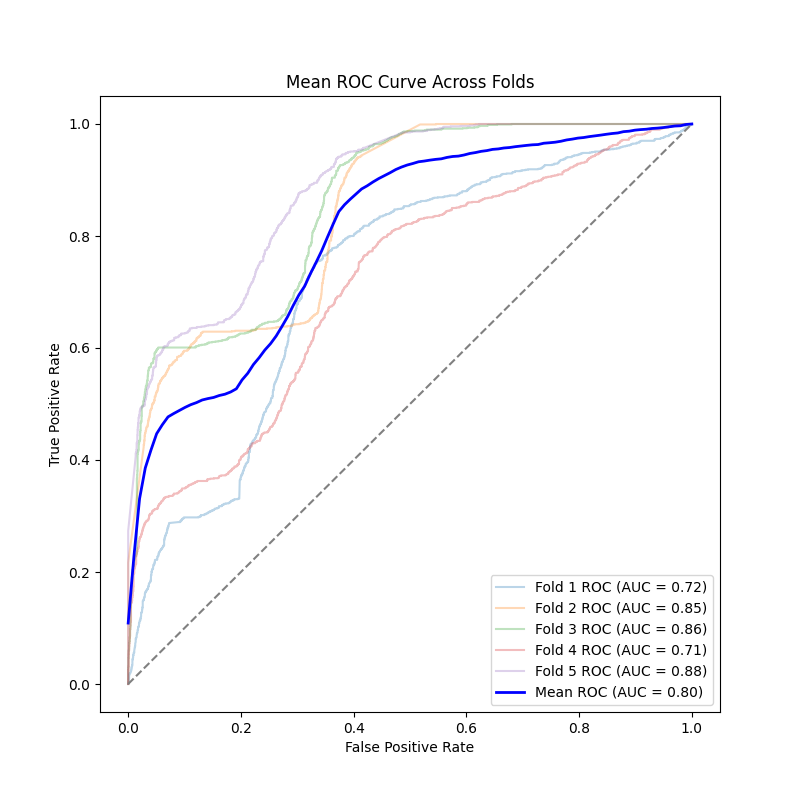 Mean ROC Curve Across Folds
True Positive Rate
1.0
0.8
0.6
0.4
0.2
0.0
Fold 1 ROC (AUC = 0.72)
Fold 2 ROC (AUC = 0.85)
Fold 3 ROC (AUC = 0.86)
Fold 4 ROC (AUC = 0.71)
Fold 5 ROC (AUC = 0.88)
Mean ROC (AUC = 0.80)
0.0 0.2 0.4 0.6 0.8 1.0
False Positive Rate